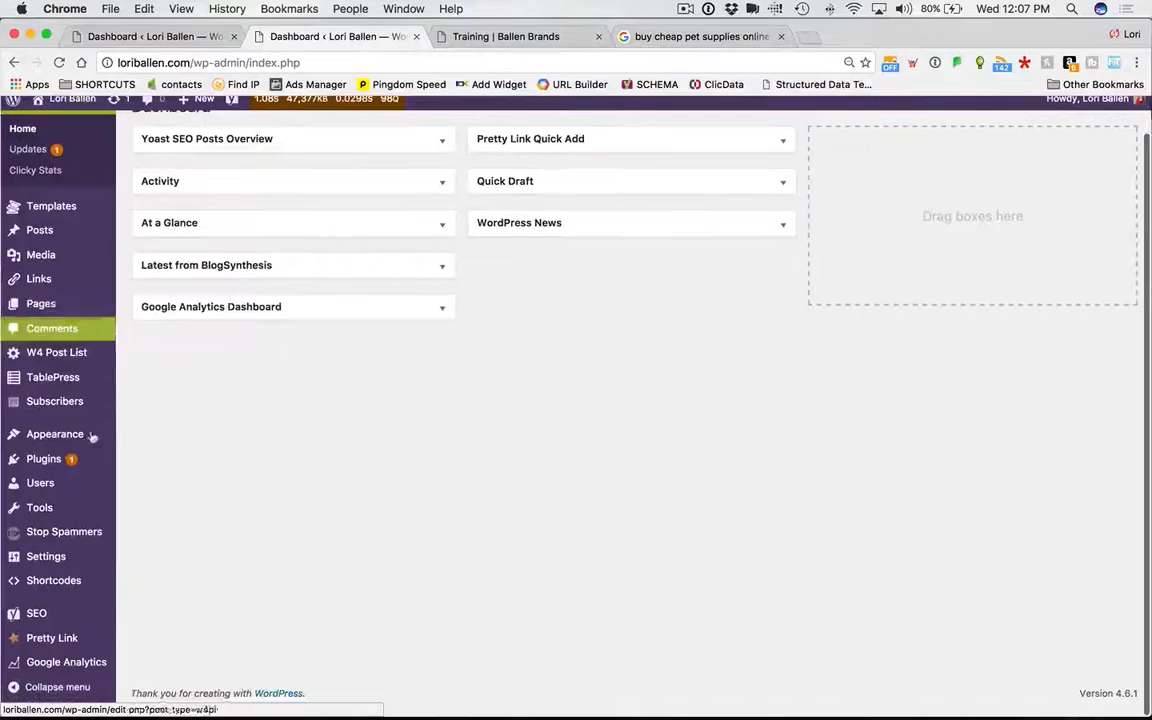 Chrome File Edit View History Bookmarks People Window Help 80% Wed 12:07 PM
Dashboard ‹ Lori Ballen — Wo × Dashboard ‹ Lori Ballen — Wo × Training | Ballen Brands × buy cheap pet supplies online × Lori
loriballen.com/wp-admin/index.php OFF 142 6
Apps SHORTCUTS contacts Find IP Ads Manager Pingdom Speed Add Widget URL Builder SCHEMA ClicData Structured Data Te... Other Bookmarks
Lori Ballen 1 New 1.08s 47,377kb 0.0298s 98Q Howdy, Lori Ballen
Dashboard
Home
Updates 1
Clicky Stats
Templates
Posts
Media
Links
Pages
Comments
W4 Post List
TablePress
Subscribers
Appearance
Plugins 1
Users
Tools
Stop Spammers
Settings
Shortcodes
SEO
Pretty Link
Google Analytics
Collapse menu
Yoast SEO Posts Overview
Activity
At a Glance
Latest from BlogSynthesis
Google Analytics Dashboard
Pretty Link Quick Add
Quick Draft
WordPress News
Drag boxes here
Thank you for creating with WordPress.
Version 4.6.1
loriballen.com/wp-admin/edit.php?post_type=w4pl